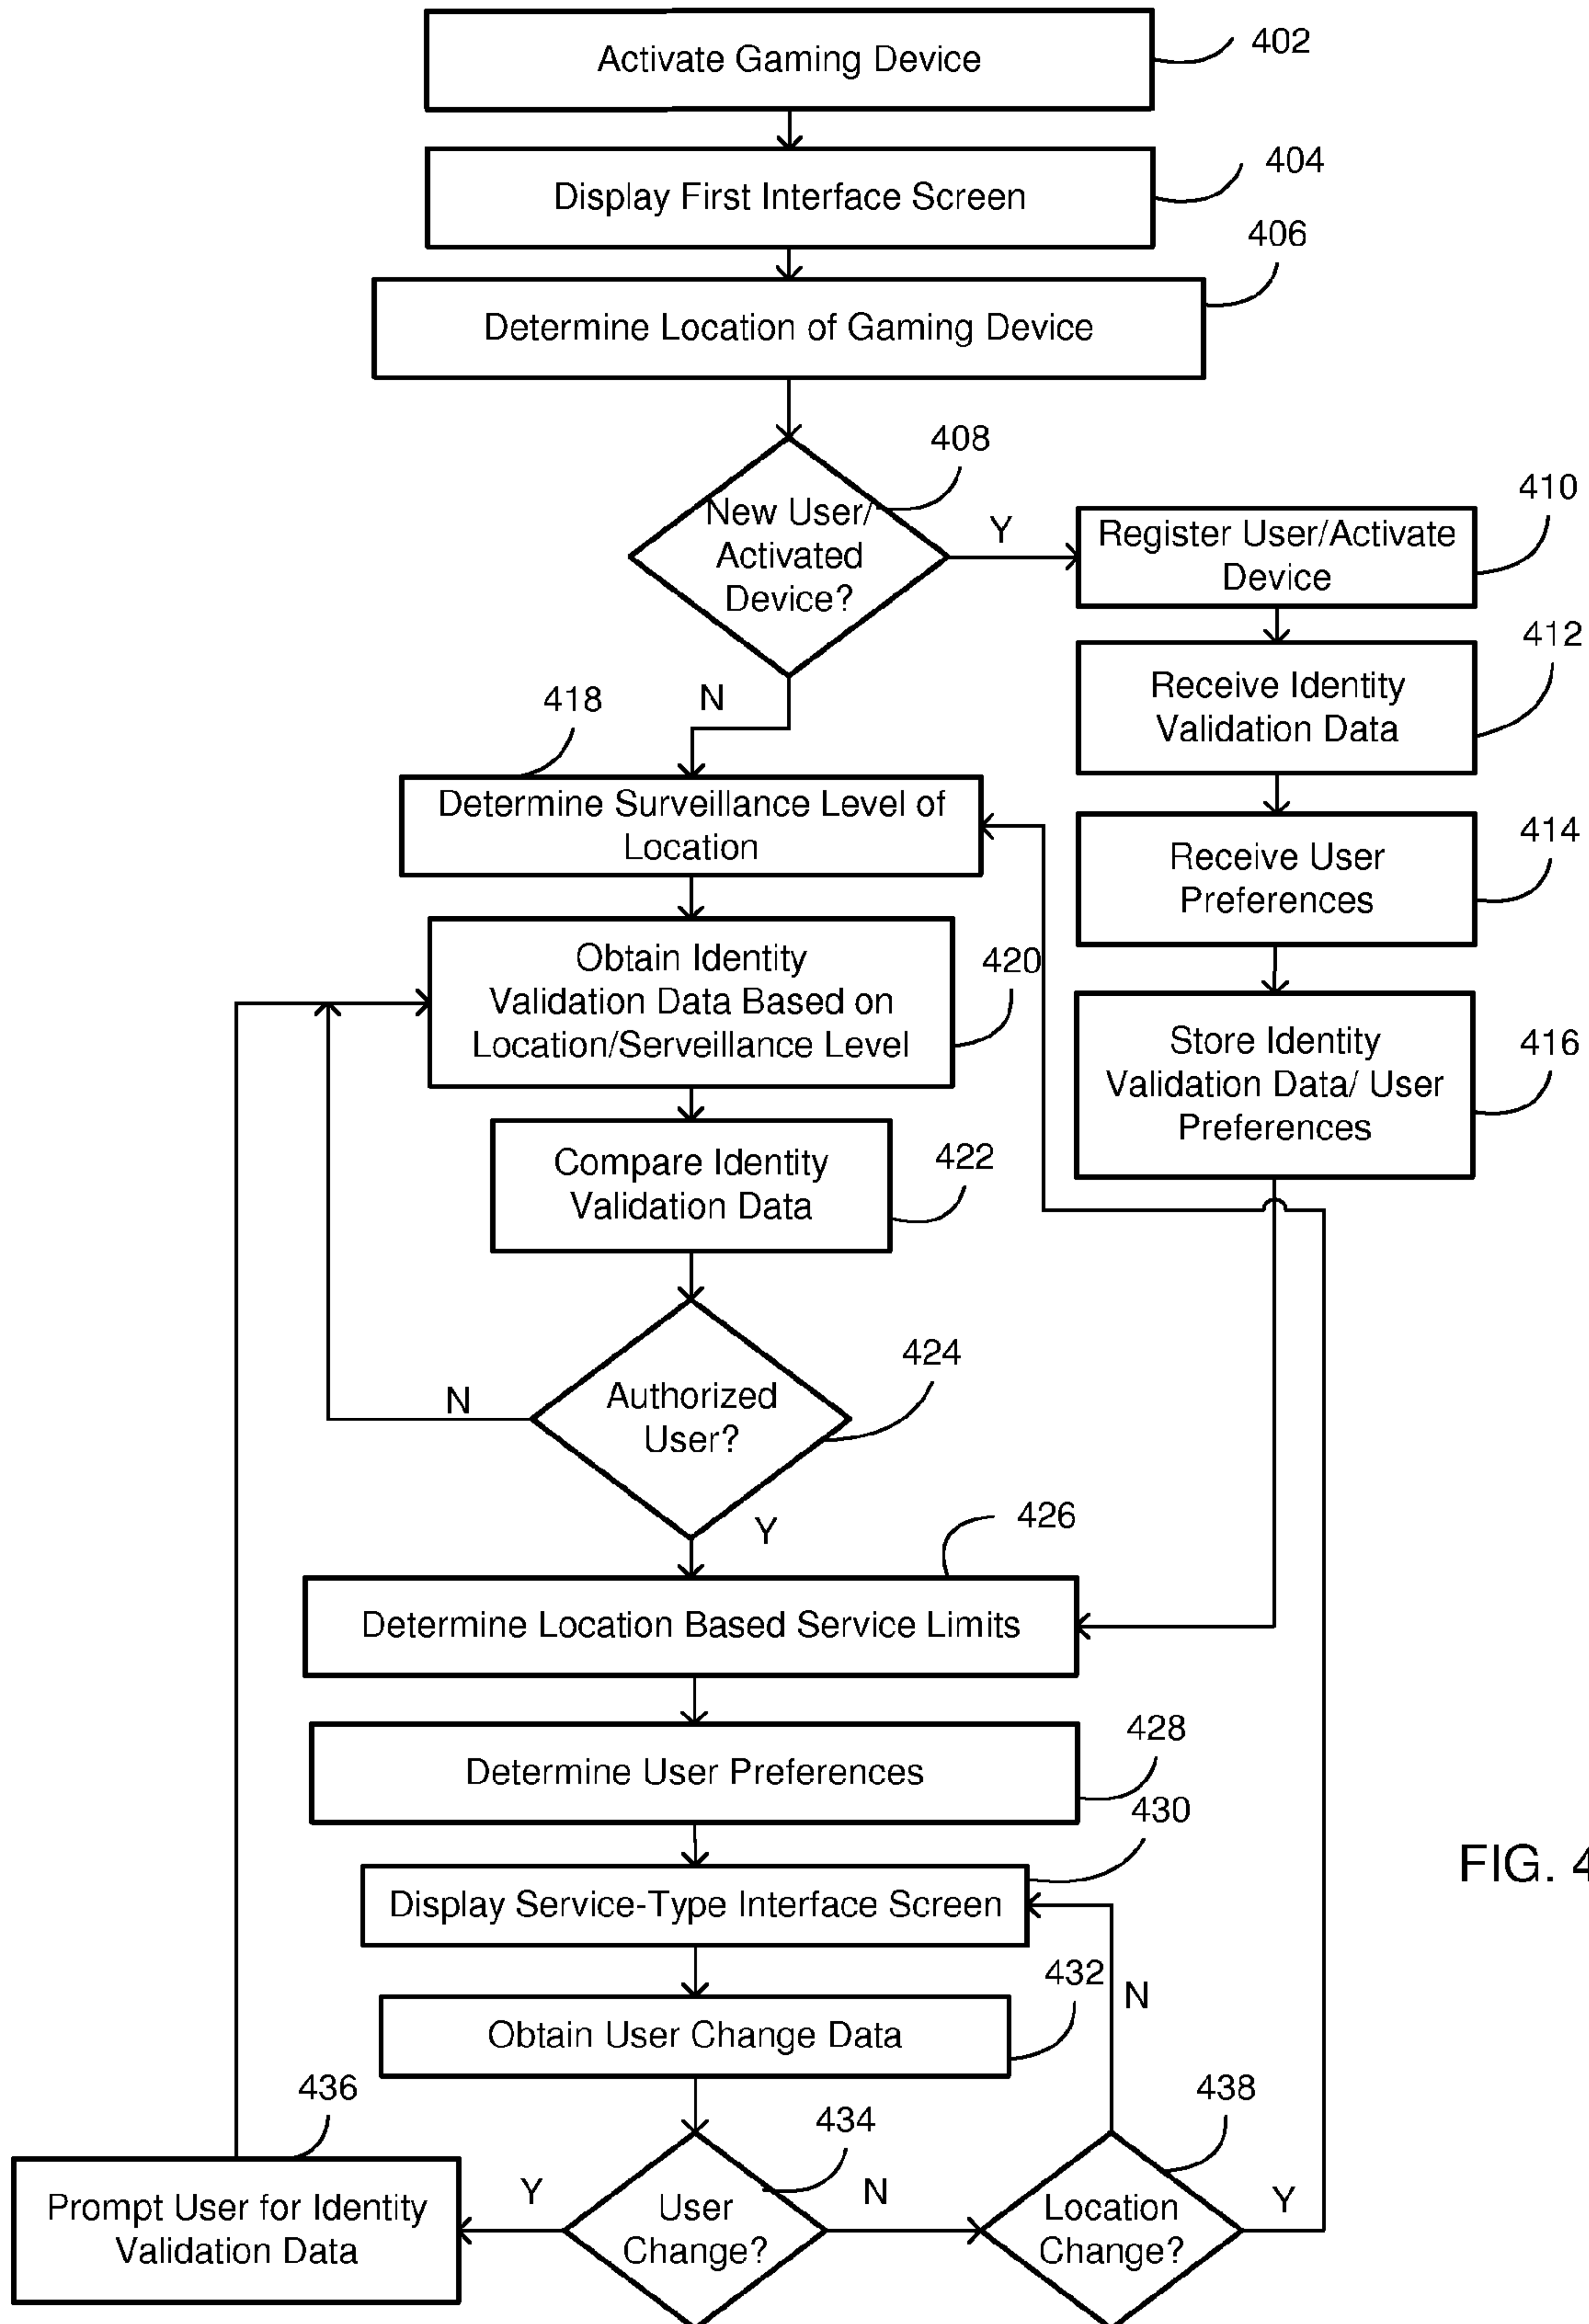 Activate Gaming Device
402
Display First Interface Screen
404
406
Determine Location of Gaming Device
408
New User/
Activated
Device?
Y
410
Register User/Activate
Device
412
Receive Identity
Validation Data
N
418
Determine Surveillance Level of
Location
414
Receive User
Preferences
Obtain Identity
Validation Data Based on
Location/Serveillance Level
420
416
Store Identity
Validation Data/ User
Preferences
Compare Identity
Validation Data
422
424
Authorized
User?
N
Y
426
Determine Location Based Service Limits
428
Determine User Preferences
430
Display Service-Type Interface Screen
FIG. 4
432
N
Obtain User Change Data
436
434
438
Prompt User for Identity
Validation Data
Y
User
Change?
N
Location
Change?
Y